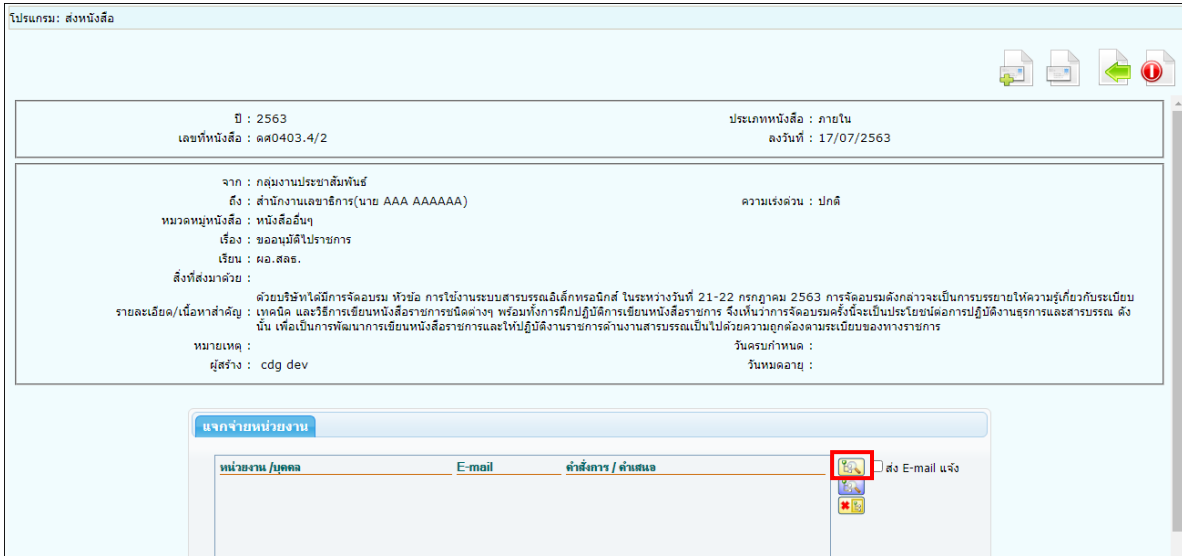 โปรแกรม: ส่งหนังสือ
ปี : 2563 ประเภทหนังสือ : ภายใน
เลขที่หนังสือ : ดศ0403.4/2 ลงวันที่ : 17/07/2563
จาก : กลุ่มงานประชาสัมพันธ์
ถึง : สำนักงานเลขาธิการ(นาย AAA AAAAAA) ความเร่งด่วน : ปกติ
หมวดหมู่หนังสือ : หนังสืออื่นๆ
เรื่อง : ขออนุมัติไปราชการ
เรียน : ผอ.สลธ.
สิ่งที่ส่งมาด้วย :
ด้วยบริษัทได้มีการจัดอบรม หัวข้อ การใช้งานระบบสารบรรณอิเล็กทรอนิกส์ ในระหว่างวันที่ 21-22 กรกฎาคม 2563 การจัดอบรมดังกล่าวจะเป็นการบรรยายให้ความรู้เกี่ยวกับระเบียบ
รายละเอียด/เนื้อหาสำคัญ : เทคนิค และวิธีการเขียนหนังสือราชการชนิดต่างๆ พร้อมทั้งการฝึกปฏิบัติการเขียนหนังสือราชการ จึงเห็นว่าการจัดอบรมครั้งนี้จะเป็นประโยชน์ต่อการปฏิบัติงานธุรการและสารบรรณ ดัง
นั้น เพื่อเป็นการพัฒนาการเขียนหนังสือราชการและให้ปฏิบัติงานราชการด้านงานสารบรรณเป็นไปด้วยความถูกต้องตามระเบียบของทางราชการ
หมายเหตุ : วันครบกำหนด :
ผู้สร้าง : cdg dev วันหมดอายุ :
แจกจ่ายหน่วยงาน
หน่วยงาน /บุคคล E-mail คำสั่งการ / คำเสนอ ส่ง E-mail แจ้ง